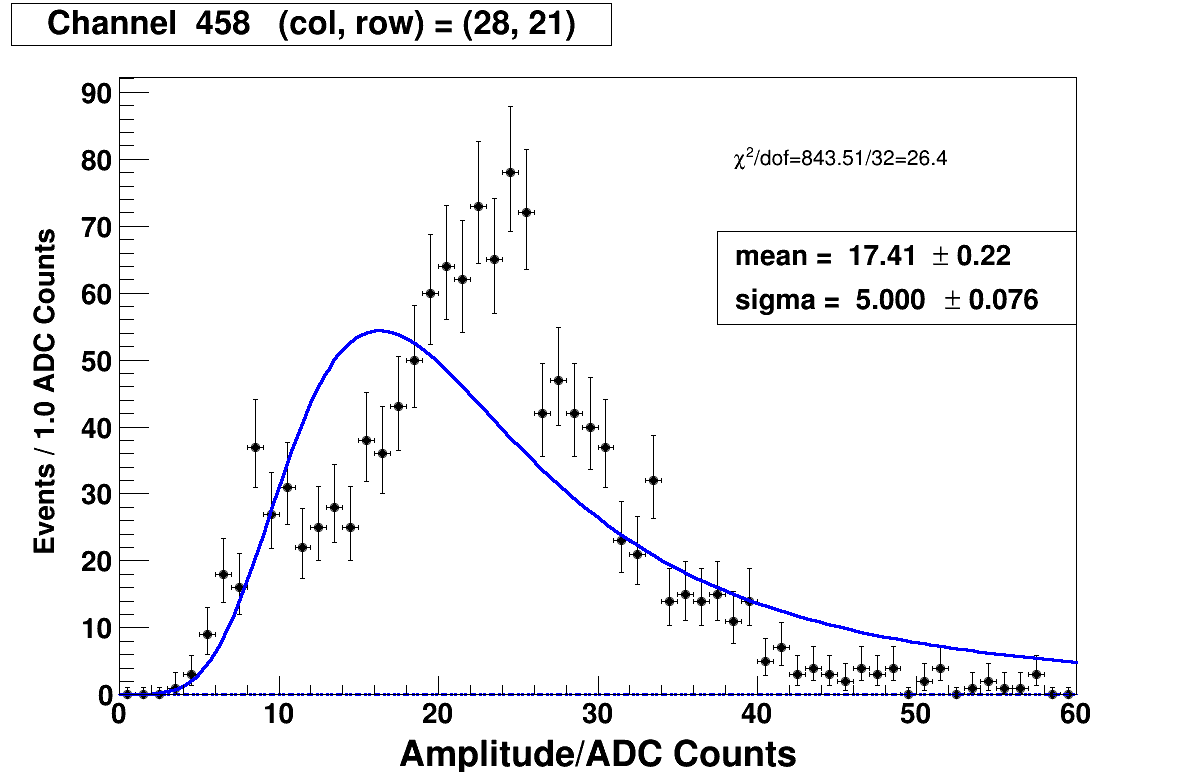 Channel 458 (col, row) = (28, 21)
χ²/dof=843.51/32=26.4
mean = 17.41 ± 0.22
sigma = 5.000 ± 0.076
Events / 1.0 ADC Counts
90
80
70
60
50
40
30
20
10
0
0 10 20 30 40 50 60
Amplitude/ADC Counts